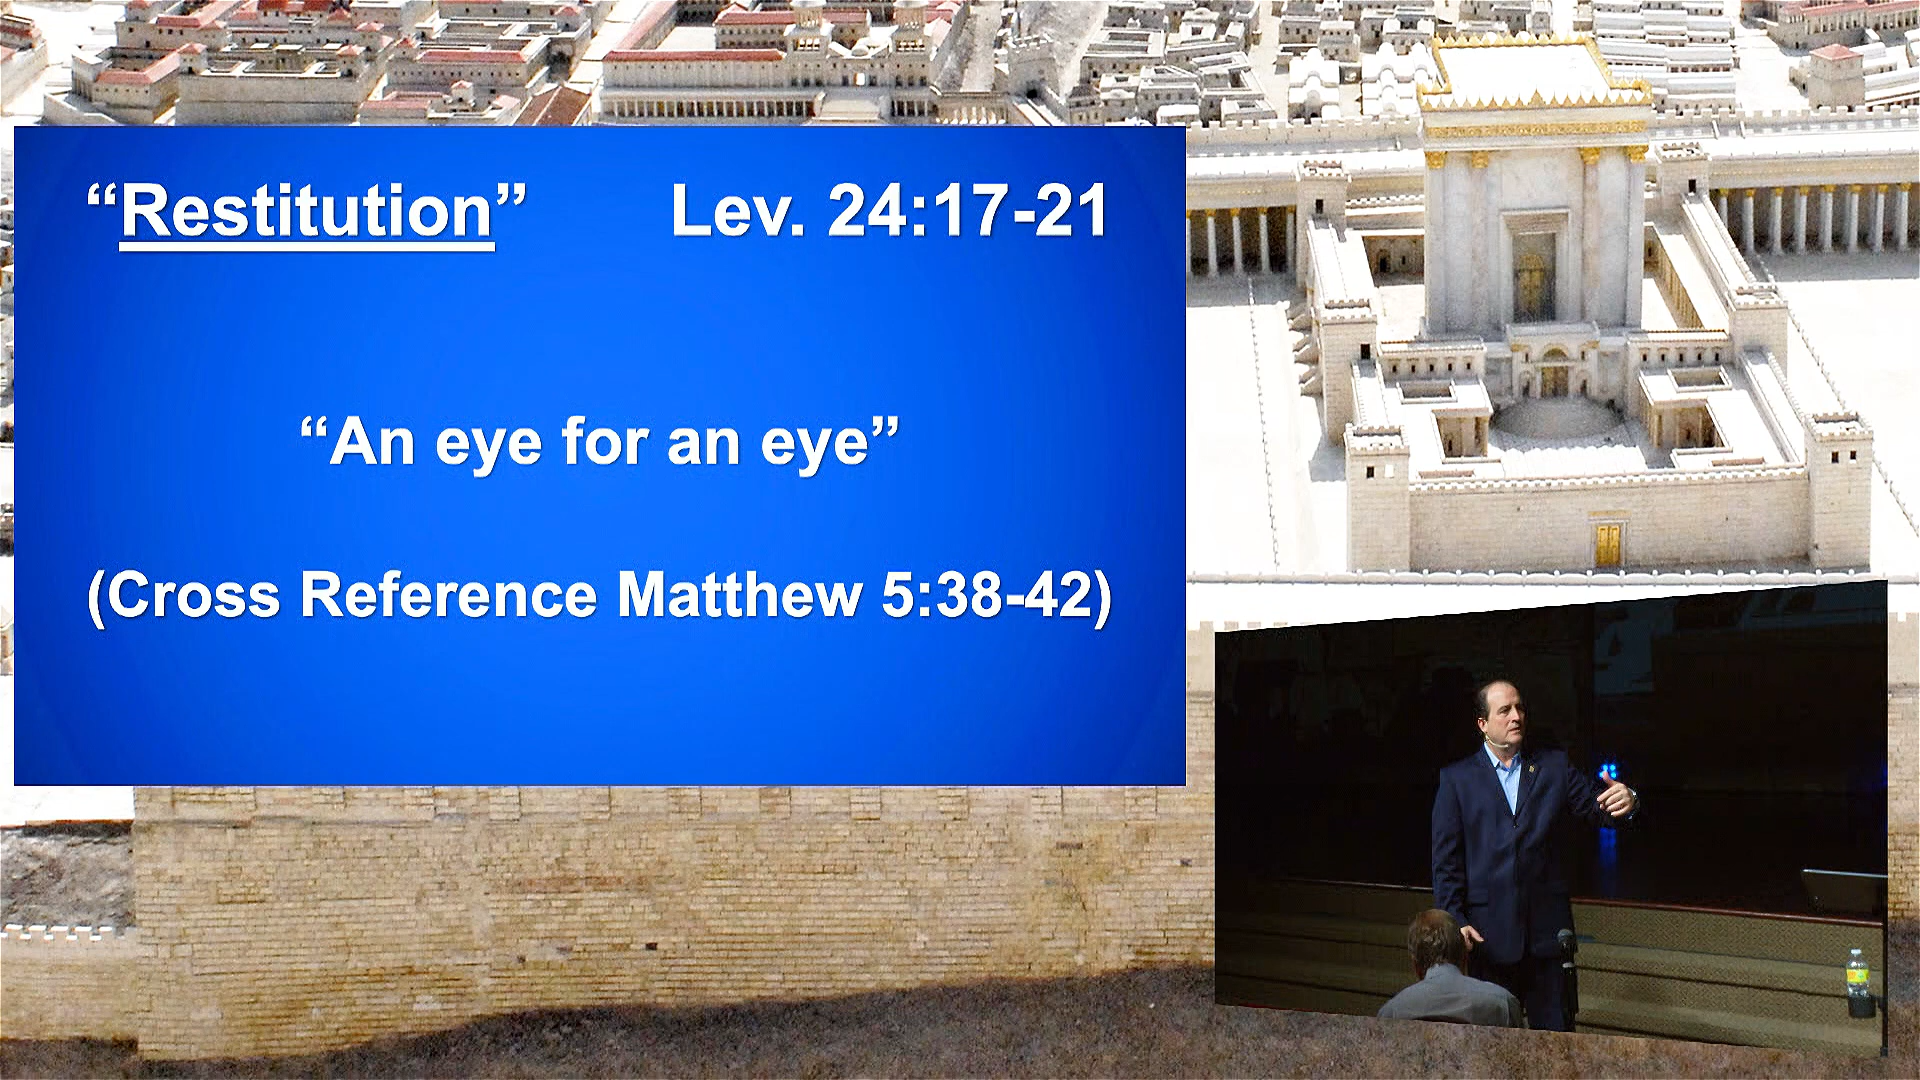 “Restitution” Lev. 24:17-21
“An eye for an eye”
(Cross Reference Matthew 5:38-42)